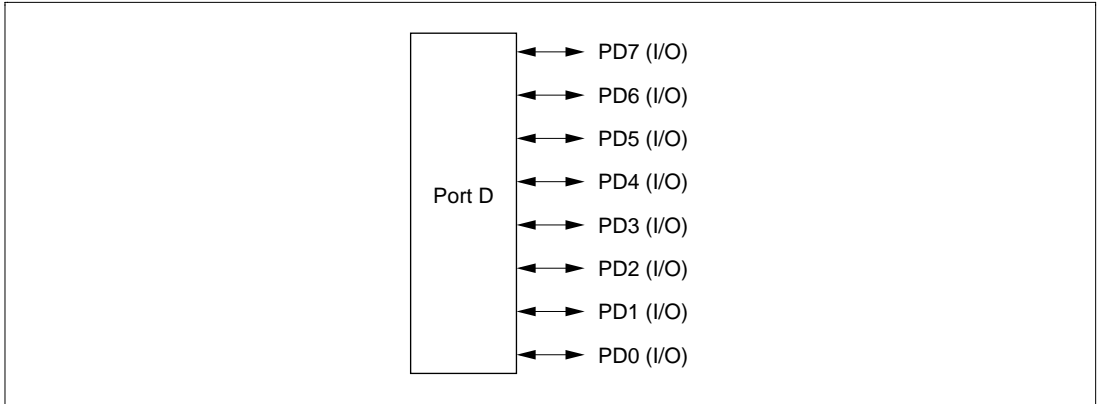 PD7 (I/O)
PD6 (I/O)
PD5 (I/O)
PD4 (I/O)
Port D
PD3 (I/O)
PD2 (I/O)
PD1 (I/O)
PD0 (I/O)